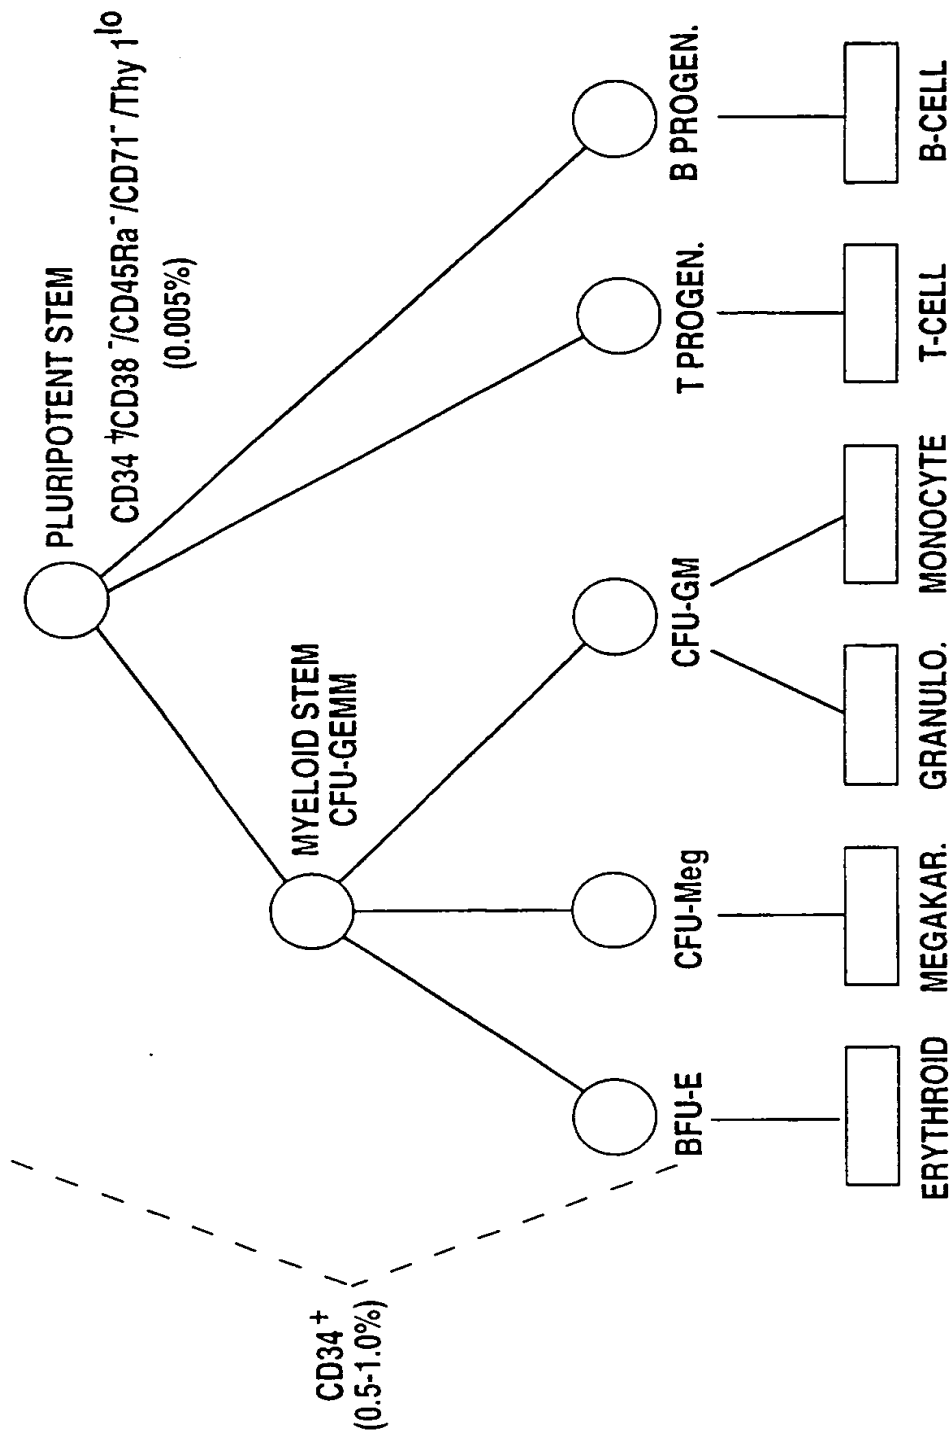 PLURIPOTENT STEM
CD34 +/CD38 -/CD45Ra -/CD71- /Thy 1lo
(0.005%)
MYELOID STEM
CFU-GEMM
CD34 +
(0.5-1.0%)
BFU-E
CFU-Meg
CFU-GM
T PROGEN.
B PROGEN.
ERYTHROID
MEGAKAR.
GRANULO.
MONOCYTE
T-CELL
B-CELL